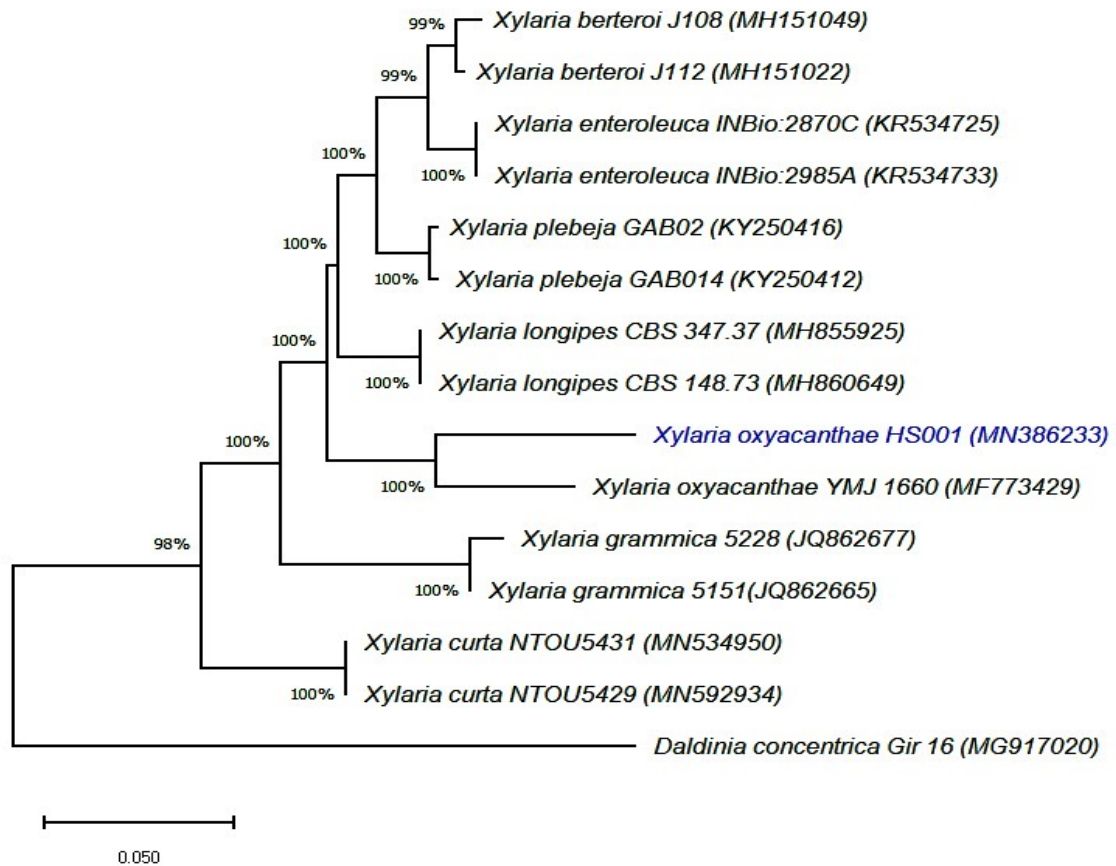 99%
Xylaria berteroi J108 (MH151049)
Xylaria berteroi J112 (MH151022)
99%
Xylaria enteroleuca INBio:2870C (KR534725)
100%
100%
Xylaria enteroleuca INBio:2985A (KR534733)
Xylaria plebeja GAB02 (KY250416)
100%
100%
Xylaria plebeja GAB014 (KY250412)
Xylaria longipes CBS 347.37 (MH855925)
100%
100%
Xylaria longipes CBS 148.73 (MH860649)
100%
Xylaria oxyacanthae HS001 (MN386233)
100%
Xylaria oxyacanthae YMJ 1660 (MF773429)
98%
Xylaria grammica 5228 (JQ862677)
100%
Xylaria grammica 5151(JQ862665)
Xylaria curta NTOU5431 (MN534950)
100%
Xylaria curta NTOU5429 (MN592934)
Daldinia concentrica Gir 16 (MG917020)
0.050